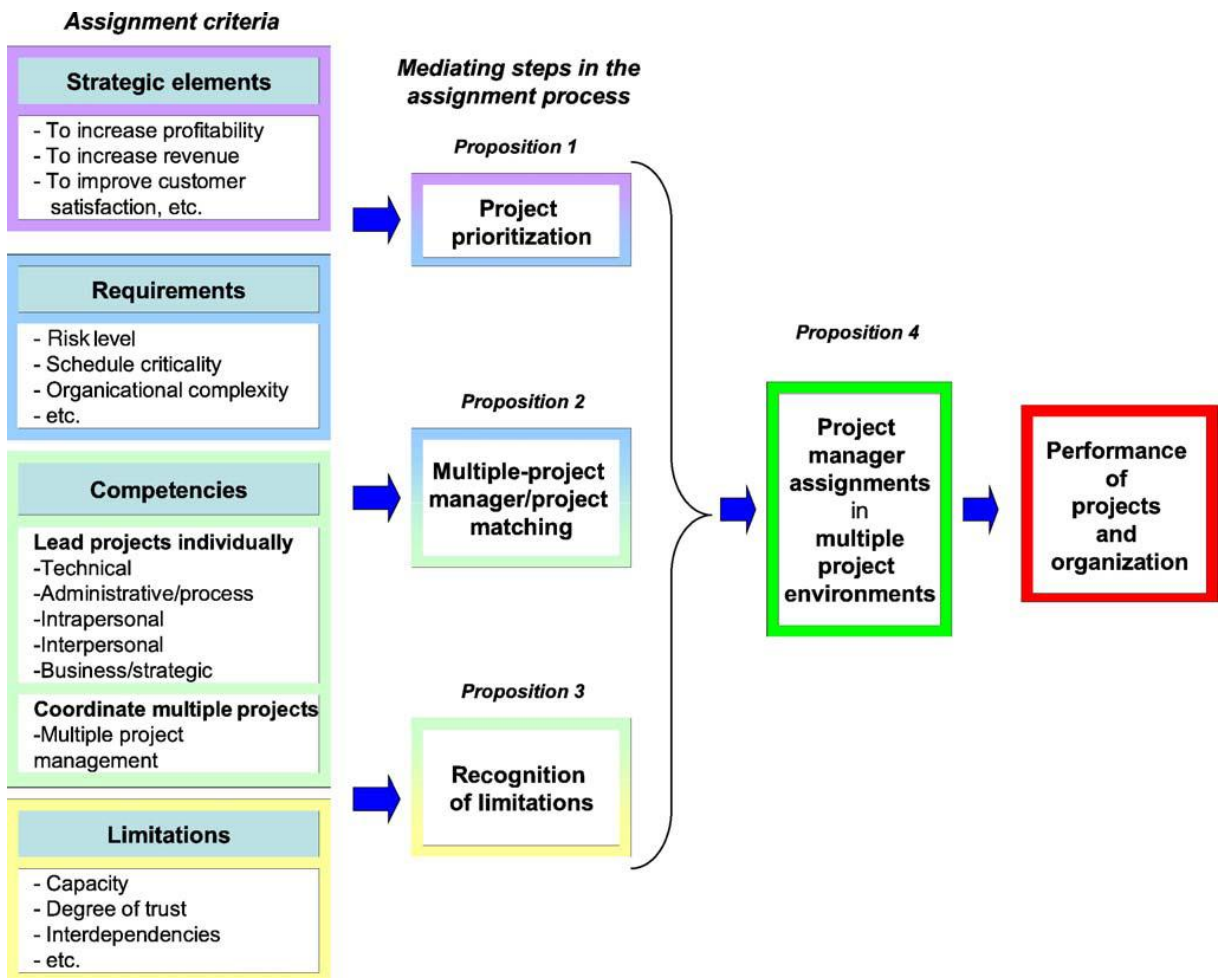 Assignment criteria
Strategic elements
- To increase profitability
- To increase revenue
- To improve customer
satisfaction, etc.
Requirements
- Risk level
- Schedule criticality
- Organicational complexity
- etc.
Competencies
Lead projects individually
-Technical
-Administrative/process
-Intrapersonal
-Interpersonal
-Business/strategic
Coordinate multiple projects
-Multiple project
management
Limitations
- Capacity
- Degree of trust
- Interdependencies
- etc.
Mediating steps in the
assignment process
Proposition 1
Project
prioritization
Proposition 2
Multiple-project
manager/project
matching
Proposition 3
Recognition
of limitations
Proposition 4
Project
manager
assignments
in
multiple
project
environments
Performance
of
projects
and
organization